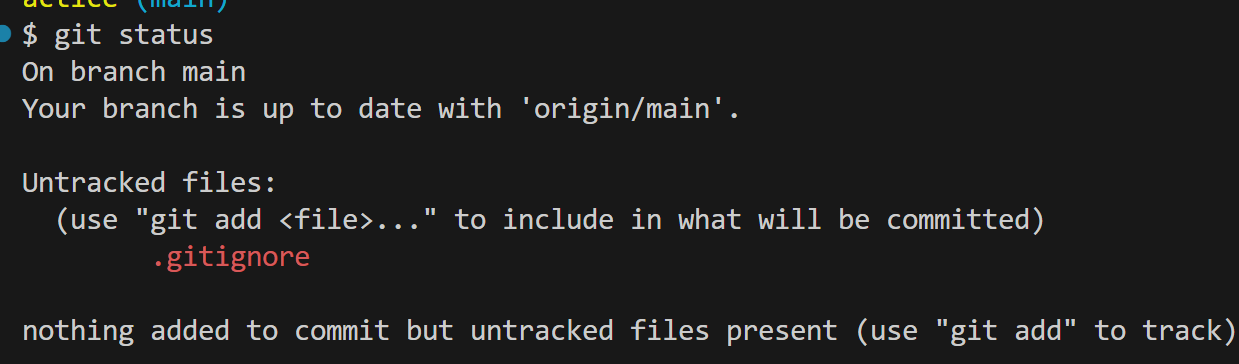 (main)
$ git status
On branch main
Your branch is up to date with 'origin/main'.
Untracked files:
(use "git add <file>..." to include in what will be committed)
.gitignore
nothing added to commit but untracked files present (use "git add" to track)